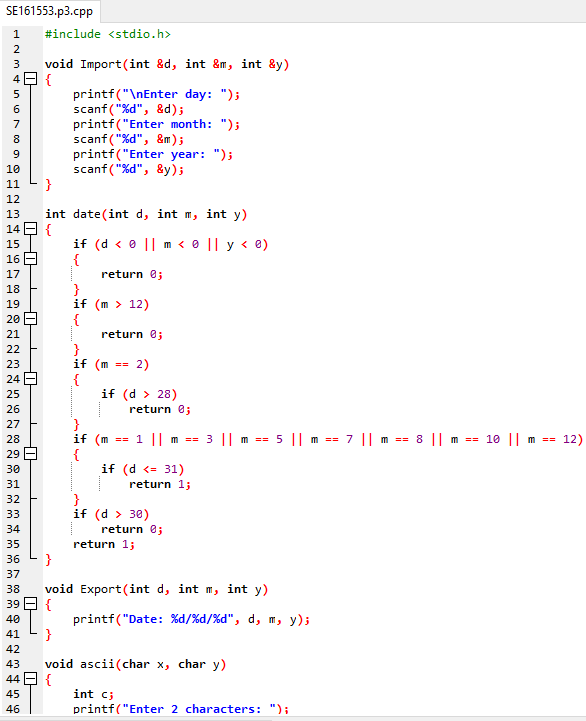 SE161553.p3.cpp
1 #include <stdio.h>
2
3 void Import(int &d, int &m, int &y)
4 {
5 printf("\nEnter day: ");
6 scanf("%d", &d);
7 printf("Enter month: ");
8 scanf("%d", &m);
9 printf("Enter year: ");
10 scanf("%d", &y);
11 }
12
13 int date(int d, int m, int y)
14 {
15 if (d < 0 || m < 0 || y < 0)
16 {
17 return 0;
18 }
19 if (m > 12)
20 {
21 return 0;
22 }
23 if (m == 2)
24 {
25 if (d > 28)
26 return 0;
27 }
28 if (m == 1 || m == 3 || m == 5 || m == 7 || m == 8 || m == 10 || m == 12)
29 {
30 if (d <= 31)
31 return 1;
32 }
33 if (d > 30)
34 return 0;
35 return 1;
36 }
37
38 void Export(int d, int m, int y)
39 {
40 printf("Date: %d/%d/%d", d, m, y);
41 }
42
43 void ascii(char x, char y)
44 {
45 int c;
46 printf("Enter 2 characters: ");